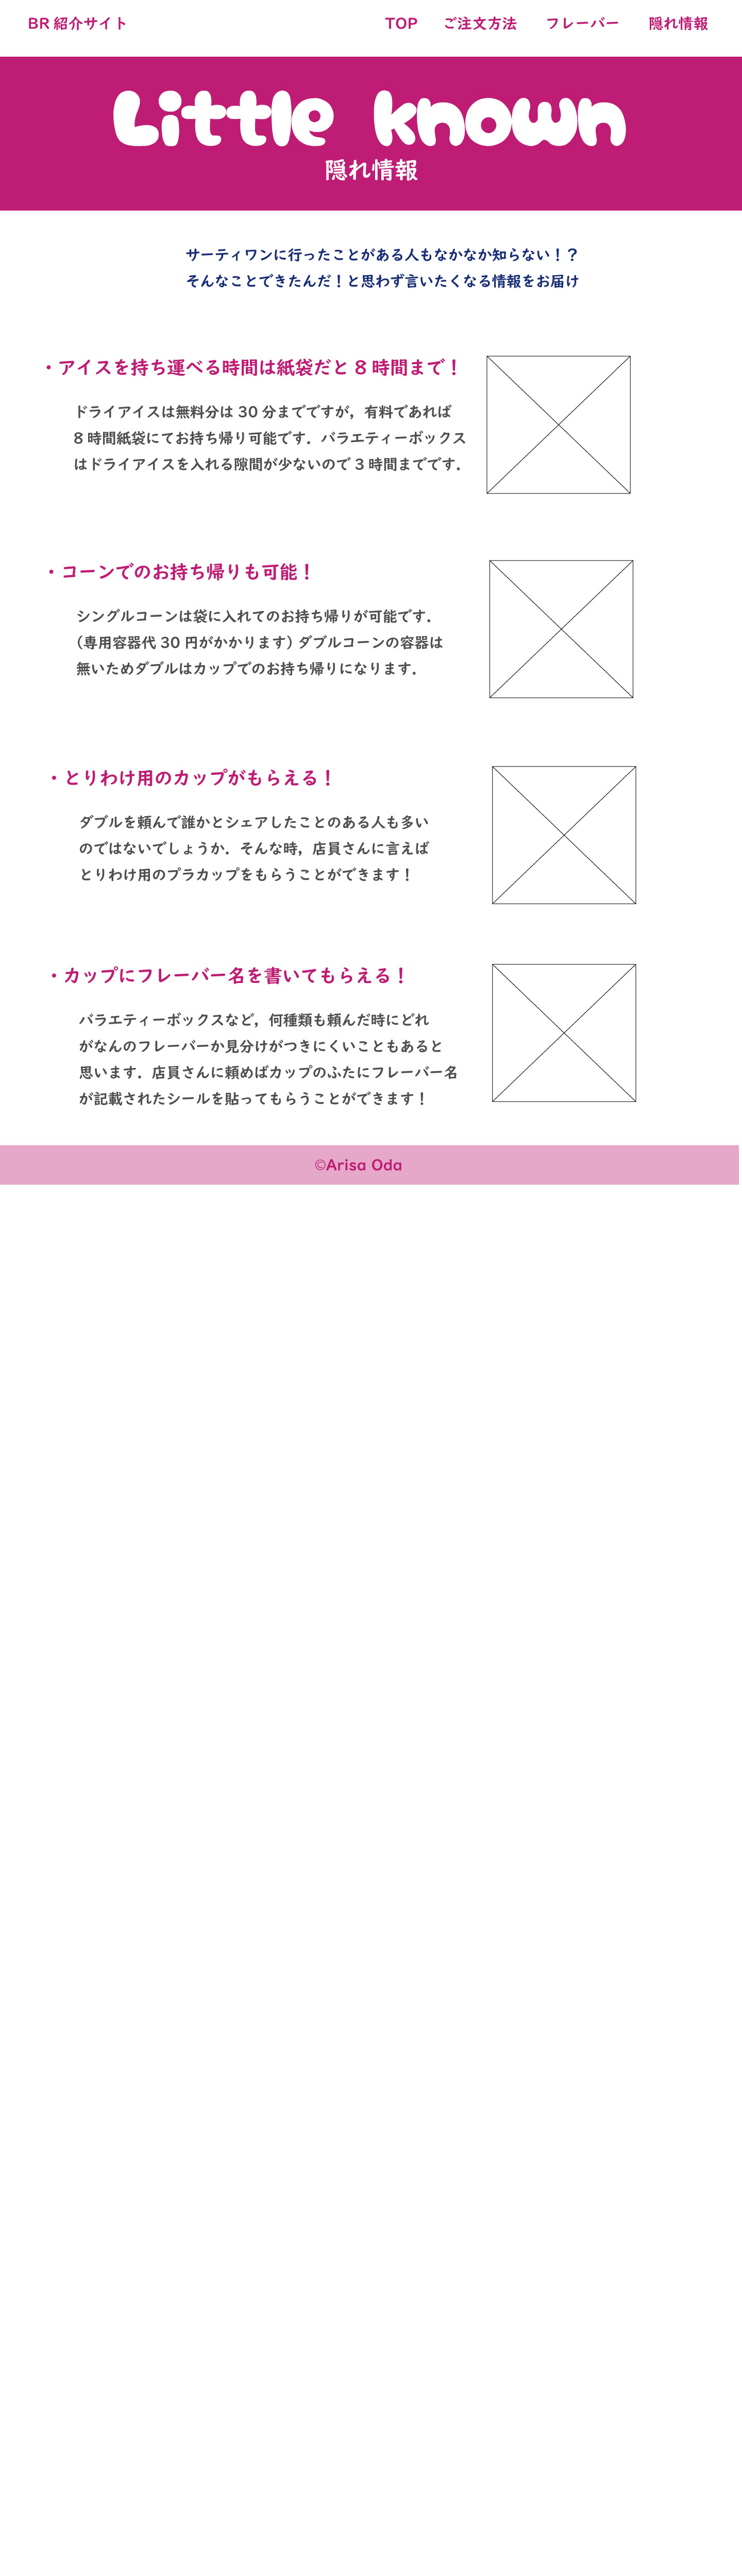 BR 紹介サイト
TOP ご注文方法 フレーバー 隠れ情報
Little known
隠れ情報
サーティワンに行ったことがある人もなかなか知らない！？
そんなことできたんだ！と思わず言いたくなる情報をお届け
・アイスを持ち運べる時間は紙袋だと 8 時間まで！
ドライアイスは無料分は 30 分までですが，有料であれば
8 時間紙袋にてお持ち帰り可能です．バラエティーボックス
はドライアイスを入れる隙間が少ないので 3 時間までです．
・コーンでのお持ち帰りも可能！
シングルコーンは袋に入れてのお持ち帰りが可能です．
(専用容器代 30 円がかかります) ダブルコーンの容器は
無いためダブルはカップでのお持ち帰りになります．
・とりわけ用のカップがもらえる！
ダブルを頼んで誰かとシェアしたことのある人も多い
のではないでしょうか．そんな時，店員さんに言えば
とりわけ用のプラカップをもらうことができます！
・カップにフレーバー名を書いてもらえる！
バラエティーボックスなど，何種類も頼んだ時にどれ
がなんのフレーバーか見分けがつきにくいこともあると
思います．店員さんに頼めばカップのふたにフレーバー名
が記載されたシールを貼ってもらうことができます！
©Arisa Oda